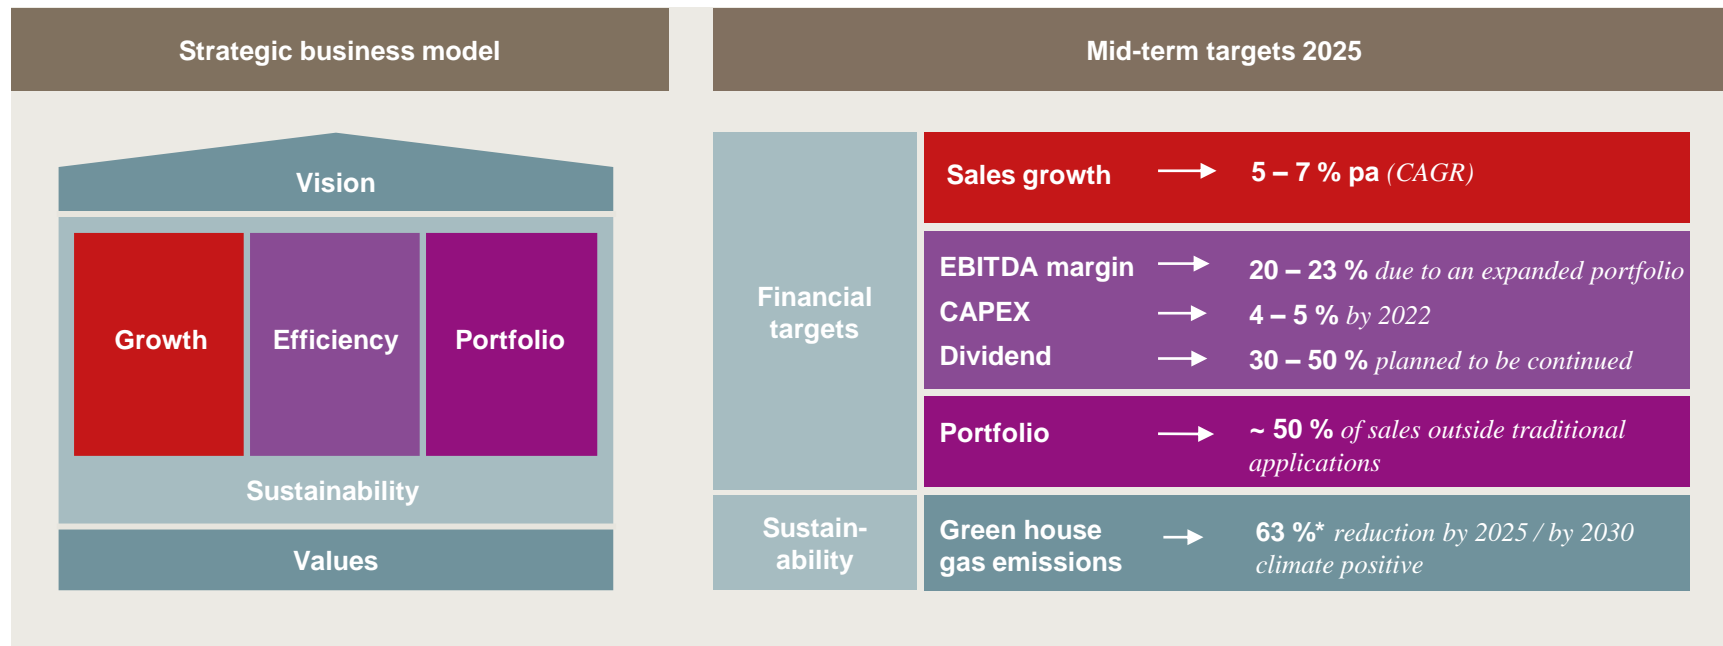 Strategic business model
Vision
Growth
Efficiency
Portfolio
Sustainability
Values
Mid-term targets 2025
Financial
targets
Sales growth
5 – 7 % pa (CAGR)
EBITDA margin
20 – 23 % due to an expanded portfolio
CAPEX
4 – 5 % by 2022
Dividend
30 – 50 % planned to be continued
Portfolio
~ 50 % of sales outside traditional
applications
Sustain-
ability
Green house
gas emissions
63 %* reduction by 2025 / by 2030
climate positive